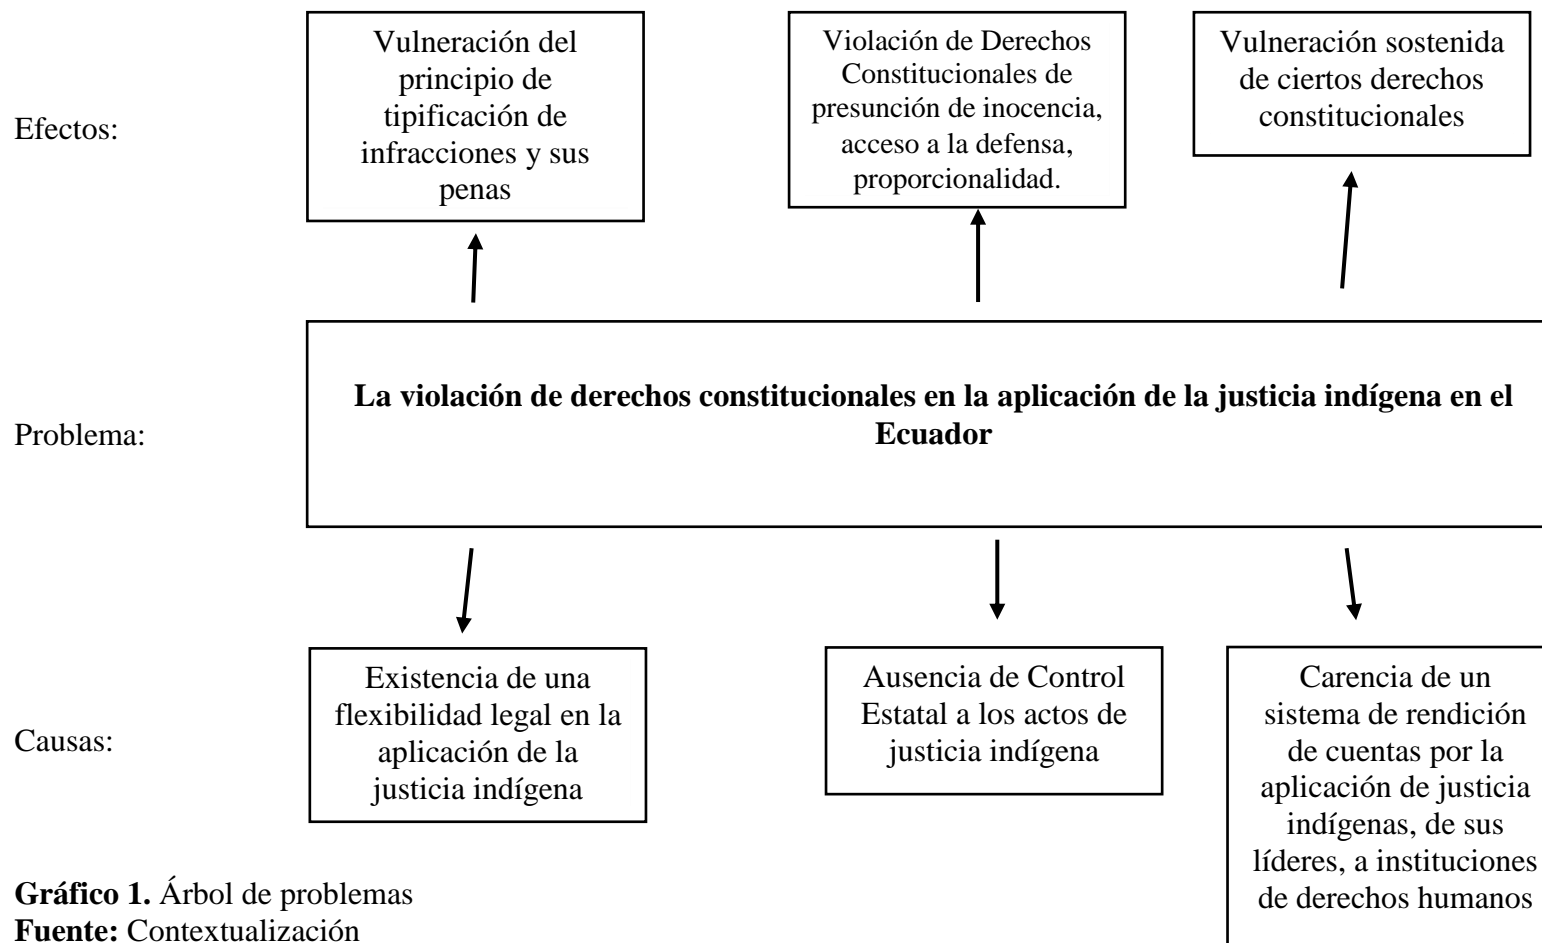 Efectos:
Vulneración del
principio de
tipificación de
infracciones y sus
penas
Violación de Derechos
Constitucionales de
presunción de inocencia,
acceso a la defensa,
proporcionalidad.
Vulneración sostenida
de ciertos derechos
constitucionales
Problema:
La violación de derechos constitucionales en la aplicación de la justicia indígena en el
Ecuador
Causas:
Existencia de una
flexibilidad legal en la
aplicación de la
justicia indígena
Ausencia de Control
Estatal a los actos de
justicia indígena
Carencia de un
sistema de rendición
de cuentas por la
aplicación de justicia
indígenas, de sus
líderes, a instituciones
de derechos humanos
Gráfico 1. Árbol de problemas
Fuente: Contextualización